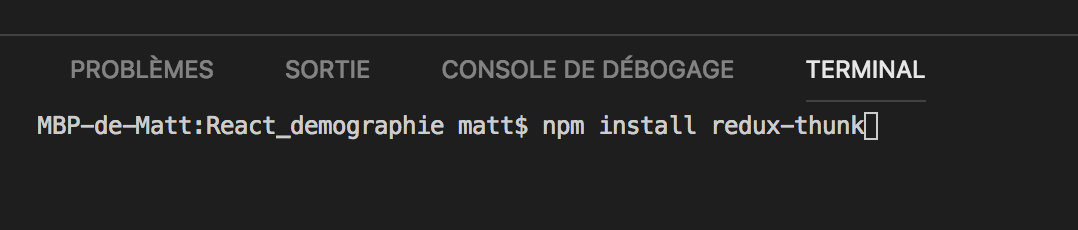 PROBLÈMES SORTIE CONSOLE DE DÉBOGAGE TERMINAL
MBP-de-Matt:React_demographie matt$ npm install redux-thunk